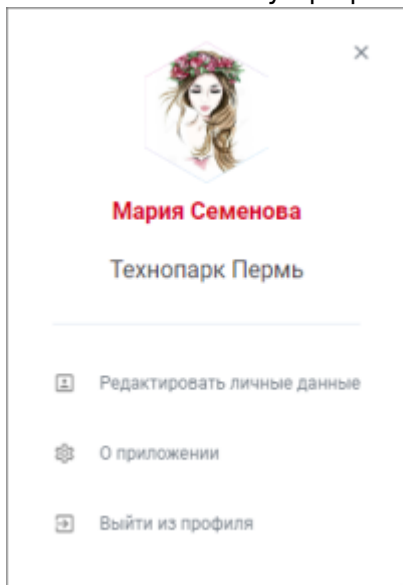 Мария Семенова
Технопарк Пермь
Редактировать личные данные
О приложении
Выйти из профиля